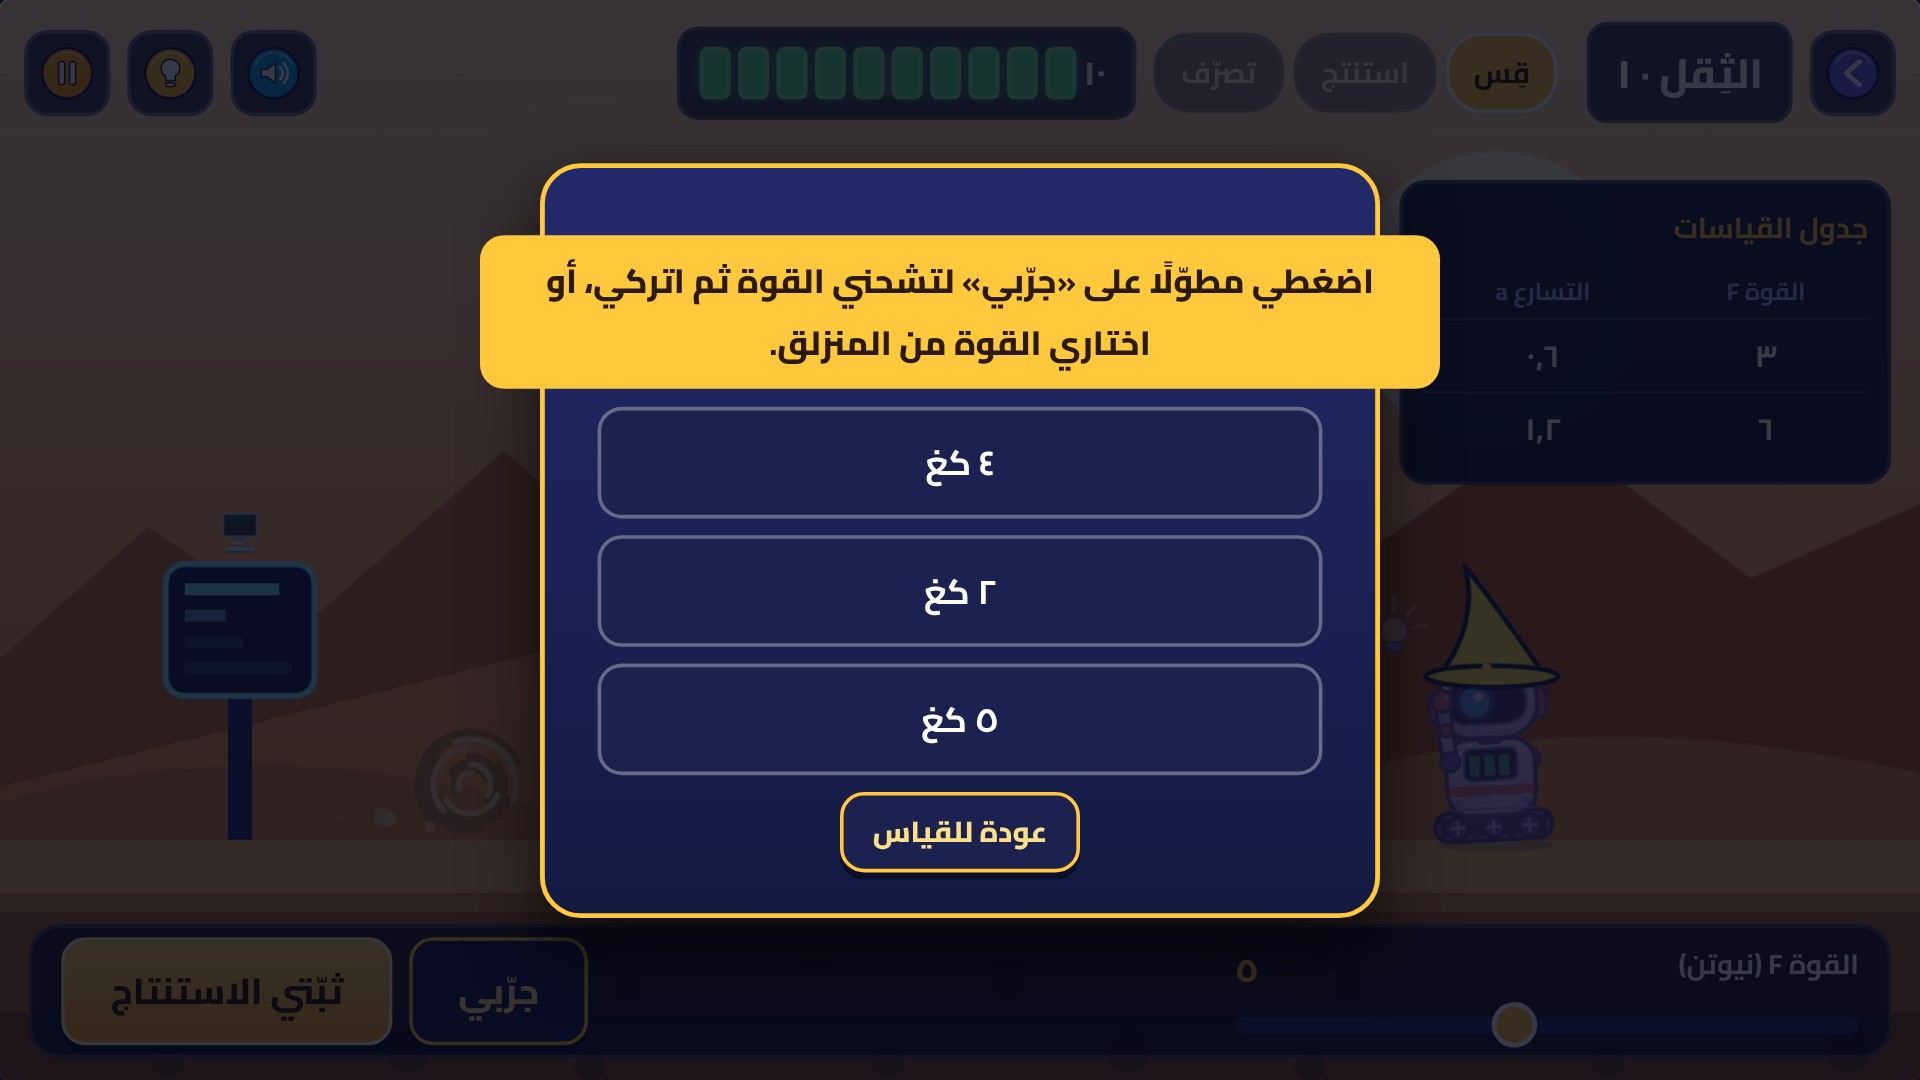 الثِقل ١٠
قِس
استنتج
تصرّف
١٠
جدول القياسات
القوة F
التسارع a
٣
٠,٦
٦
١,٢
اضغطي مطوّلًا على «جرّبي» لتشحني القوة ثم اتركي، أو
اختاري القوة من المنزلق.
٤ كغ
٢ كغ
٥ كغ
عودة للقياس
القوة F (نيوتن)
٥
جرّبي
ثبّتي الاستنتاج